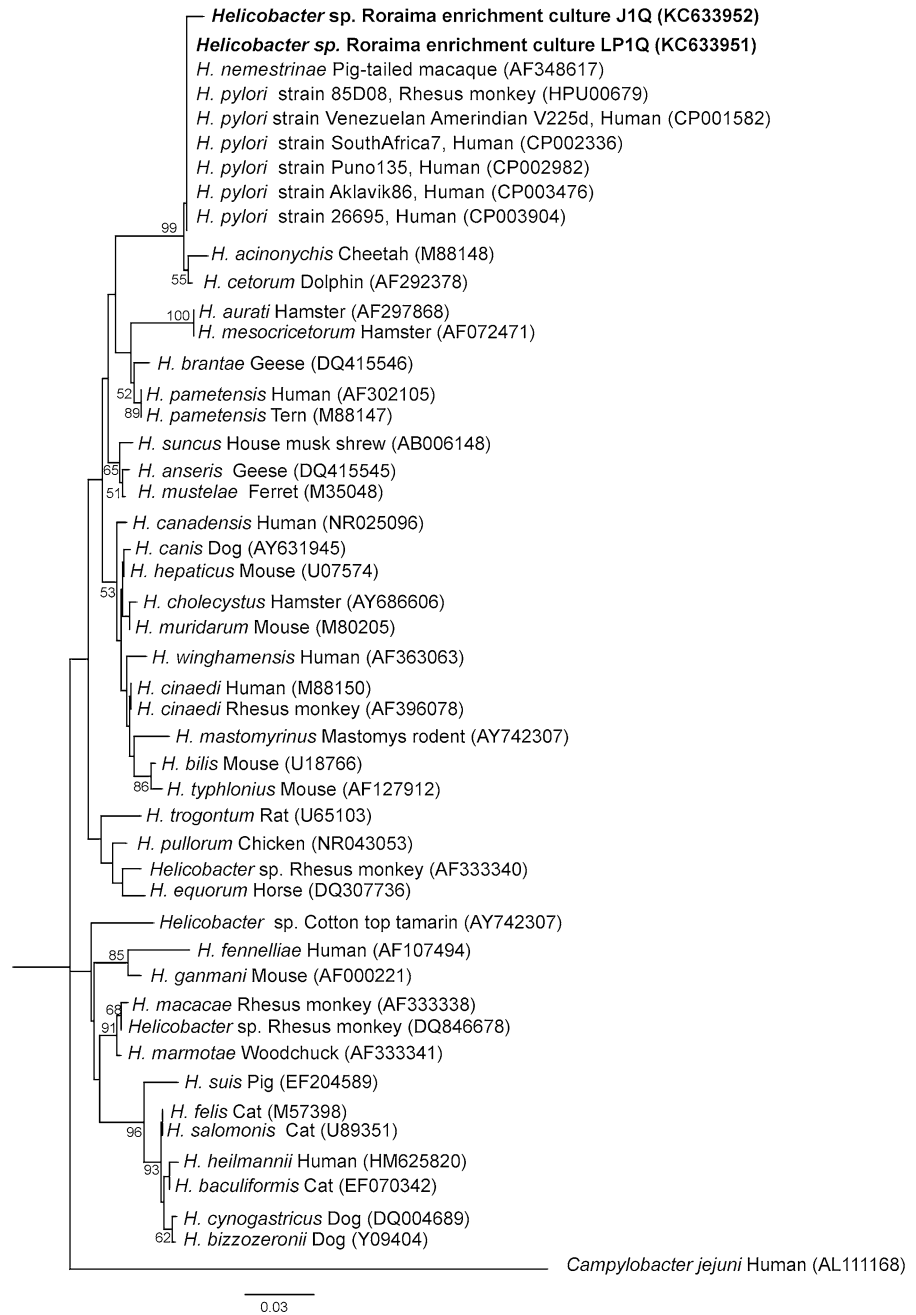 Helicobacter sp. Roraima enrichment culture J1Q (KC633952)
Helicobacter sp. Roraima enrichment culture LP1Q (KC633951)
H. nemestrinae Pig-tailed macaque (AF348617)
H. pylori strain 85D08, Rhesus monkey (HPU00679)
H. pylori strain Venezuelan Amerindian V225d, Human (CP001582)
H. pylori strain SouthAfrica7, Human (CP002336)
H. pylori strain Puno135, Human (CP002982)
H. pylori strain Aklavik86, Human (CP003476)
H. pylori strain 26695, Human (CP003904)
99
H. acinonychis Cheetah (M88148)
55
H. cetorum Dolphin (AF292378)
H. aurati Hamster (AF297868)
100
H. mesocricetorum Hamster (AF072471)
H. brantae Geese (DQ415546)
52
H. pametensis Human (AF302105)
89
H. pametensis Tern (M88147)
H. suncus House musk shrew (AB006148)
65
H. anseris Geese (DQ415545)
51
H. mustelae Ferret (M35048)
H. canadensis Human (NR025096)
H. canis Dog (AY631945)
H. hepaticus Mouse (U07574)
53
H. cholecystus Hamster (AY686606)
H. muridarum Mouse (M80205)
H. winghamensis Human (AF363063)
H. cinaedi Human (M88150)
H. cinaedi Rhesus monkey (AF396078)
H. mastomyrinus Mastomys rodent (AY742307)
H. bilis Mouse (U18766)
86
H. typhlonius Mouse (AF127912)
H. trogontum Rat (U65103)
H. pullorum Chicken (NR043053)
Helicobacter sp. Rhesus monkey (AF333340)
H. equorum Horse (DQ307736)
Helicobacter sp. Cotton top tamarin (AY742307)
H. fennelliae Human (AF107494)
85
H. ganmani Mouse (AF000221)
H. macacae Rhesus monkey (AF333338)
68
Helicobacter sp. Rhesus monkey (DQ846678)
91
H. marmotae Woodchuck (AF333341)
H. suis Pig (EF204589)
H. felis Cat (M57398)
96
H. salomonis Cat (U89351)
H. heilmannii Human (HM625820)
93
H. baculiformis Cat (EF070342)
H. cynogastricus Dog (DQ004689)
62
H. bizzozeronii Dog (Y09404)
Campylobacter jejuni Human (AL111168)
0.03